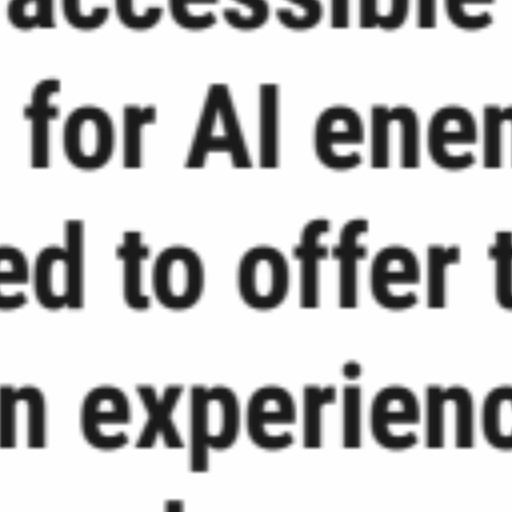 accessible
for AI enen
ed to offer t
n experienc